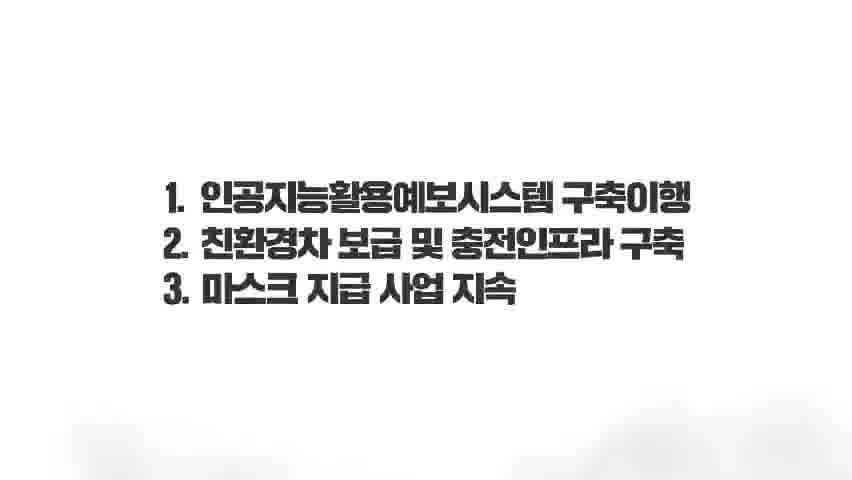 1. 인공지능활용예보시스템 구축이행
2. 친환경차 보급 및 충전인프라 구축
3. 마스크 지급 사업 지속